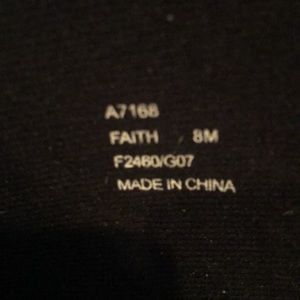 A7168
FAITH 8M
F2460/G07
MADE IN CHINA